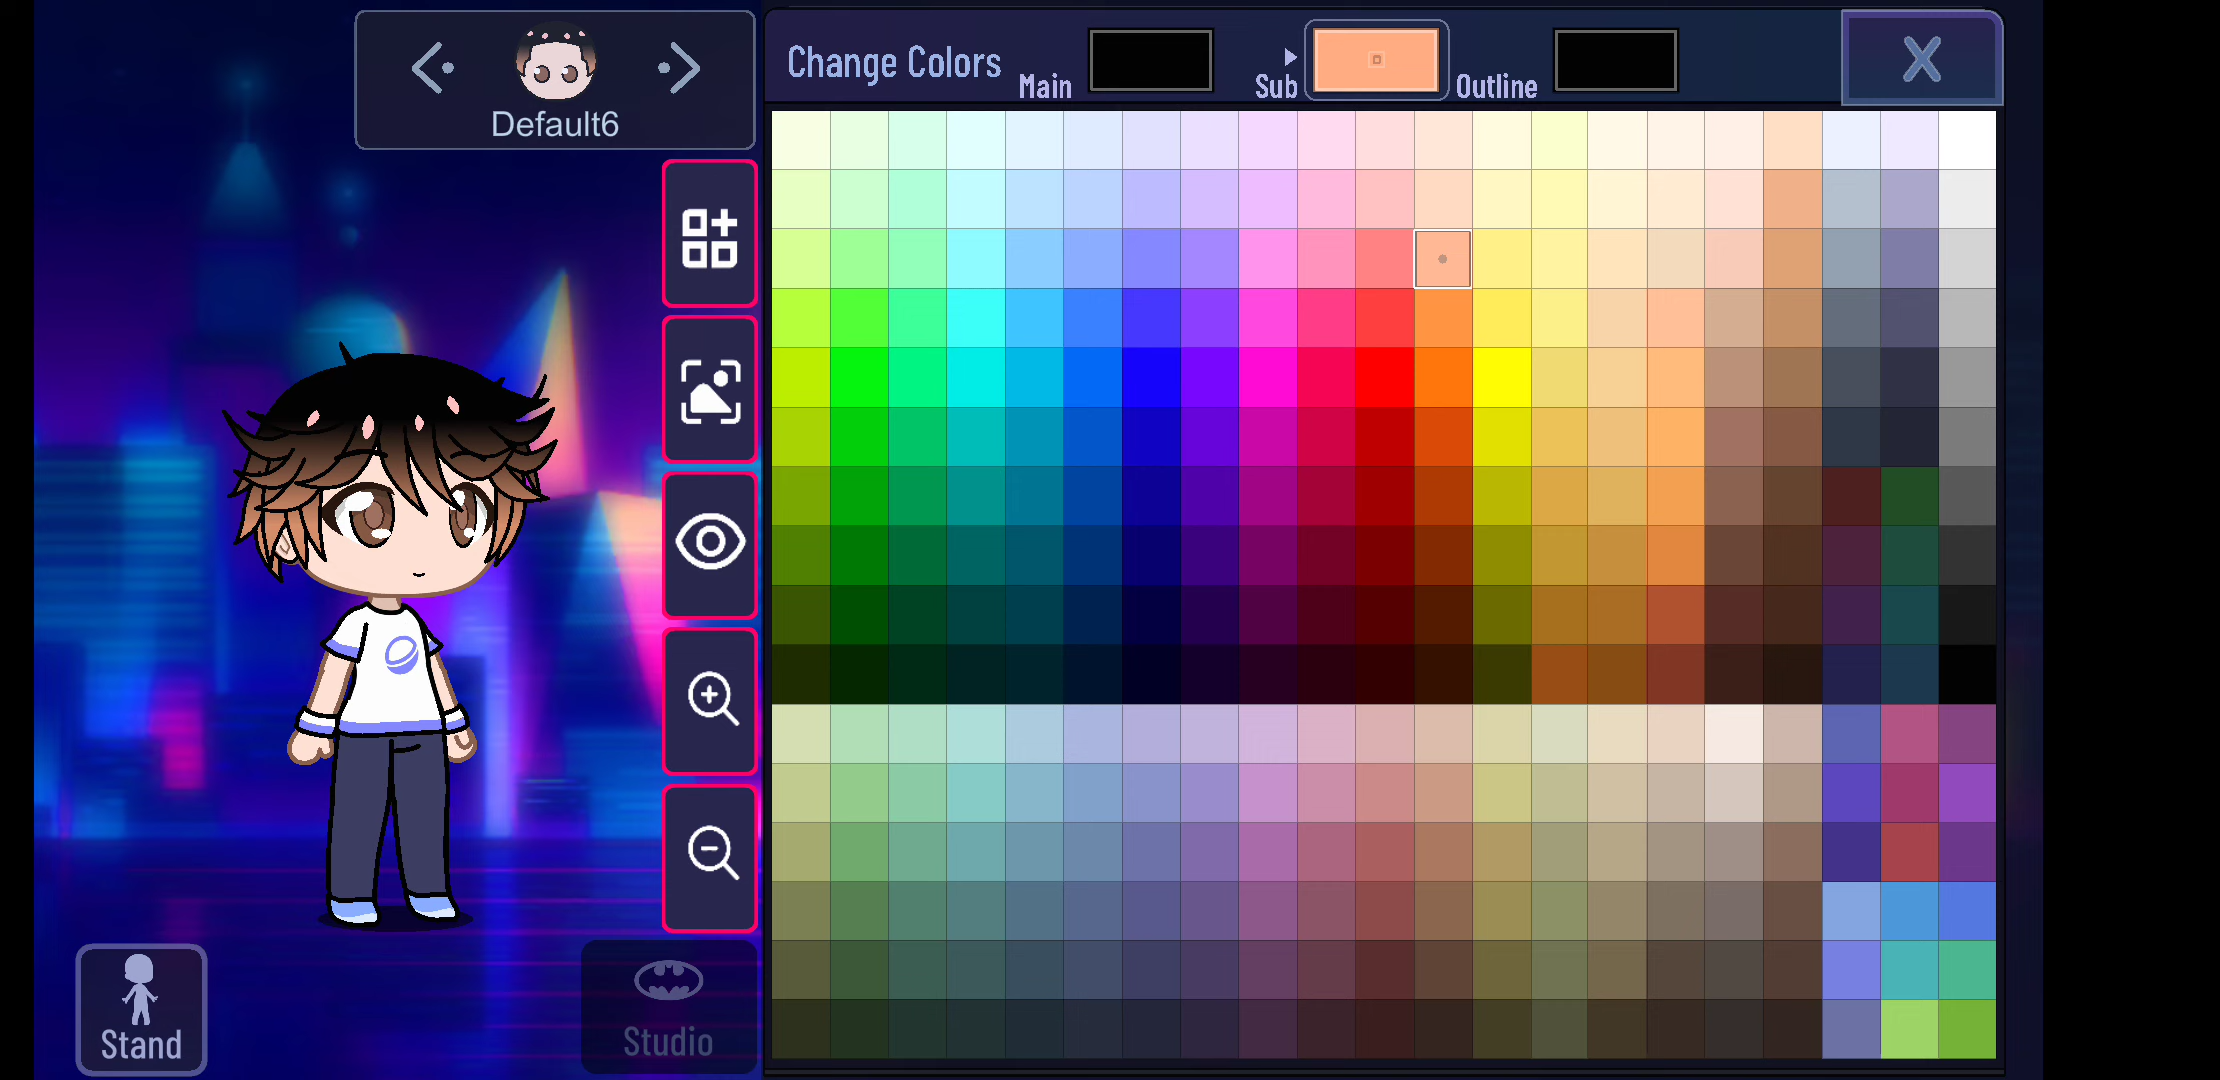 Default6
Change Colors
Main
Sub
Outline
X
Stand
Studio